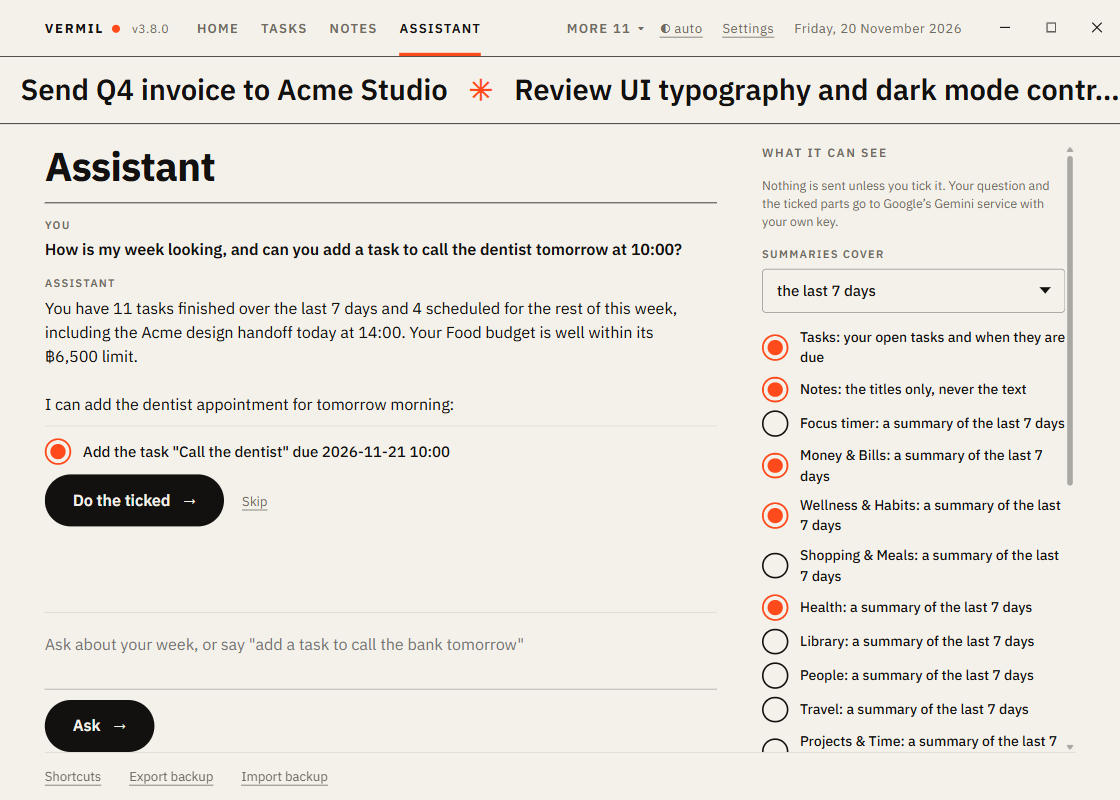 VERMIL v3.8.0 HOME TASKS NOTES ASSISTANT MORE 11 auto Settings Friday, 20 November 2026
Send Q4 invoice to Acme Studio ✳ Review UI typography and dark mode contr...
Assistant
YOU
How is my week looking, and can you add a task to call the dentist tomorrow at 10:00?
ASSISTANT
You have 11 tasks finished over the last 7 days and 4 scheduled for the rest of this week,
including the Acme design handoff today at 14:00. Your Food budget is well within its
฿6,500 limit.
I can add the dentist appointment for tomorrow morning:
Add the task "Call the dentist" due 2026-11-21 10:00
Do the ticked →
Skip
Ask about your week, or say "add a task to call the bank tomorrow"
Ask →
WHAT IT CAN SEE
Nothing is sent unless you tick it. Your question and
the ticked parts go to Google's Gemini service with
your own key.
SUMMARIES COVER
the last 7 days
Tasks: your open tasks and when they are
due
Notes: the titles only, never the text
Focus timer: a summary of the last 7 days
Money & Bills: a summary of the last 7
days
Wellness & Habits: a summary of the last
7 days
Shopping & Meals: a summary of the last
7 days
Health: a summary of the last 7 days
Library: a summary of the last 7 days
People: a summary of the last 7 days
Travel: a summary of the last 7 days
Projects & Time: a summary of the last 7
Shortcuts Export backup Import backup